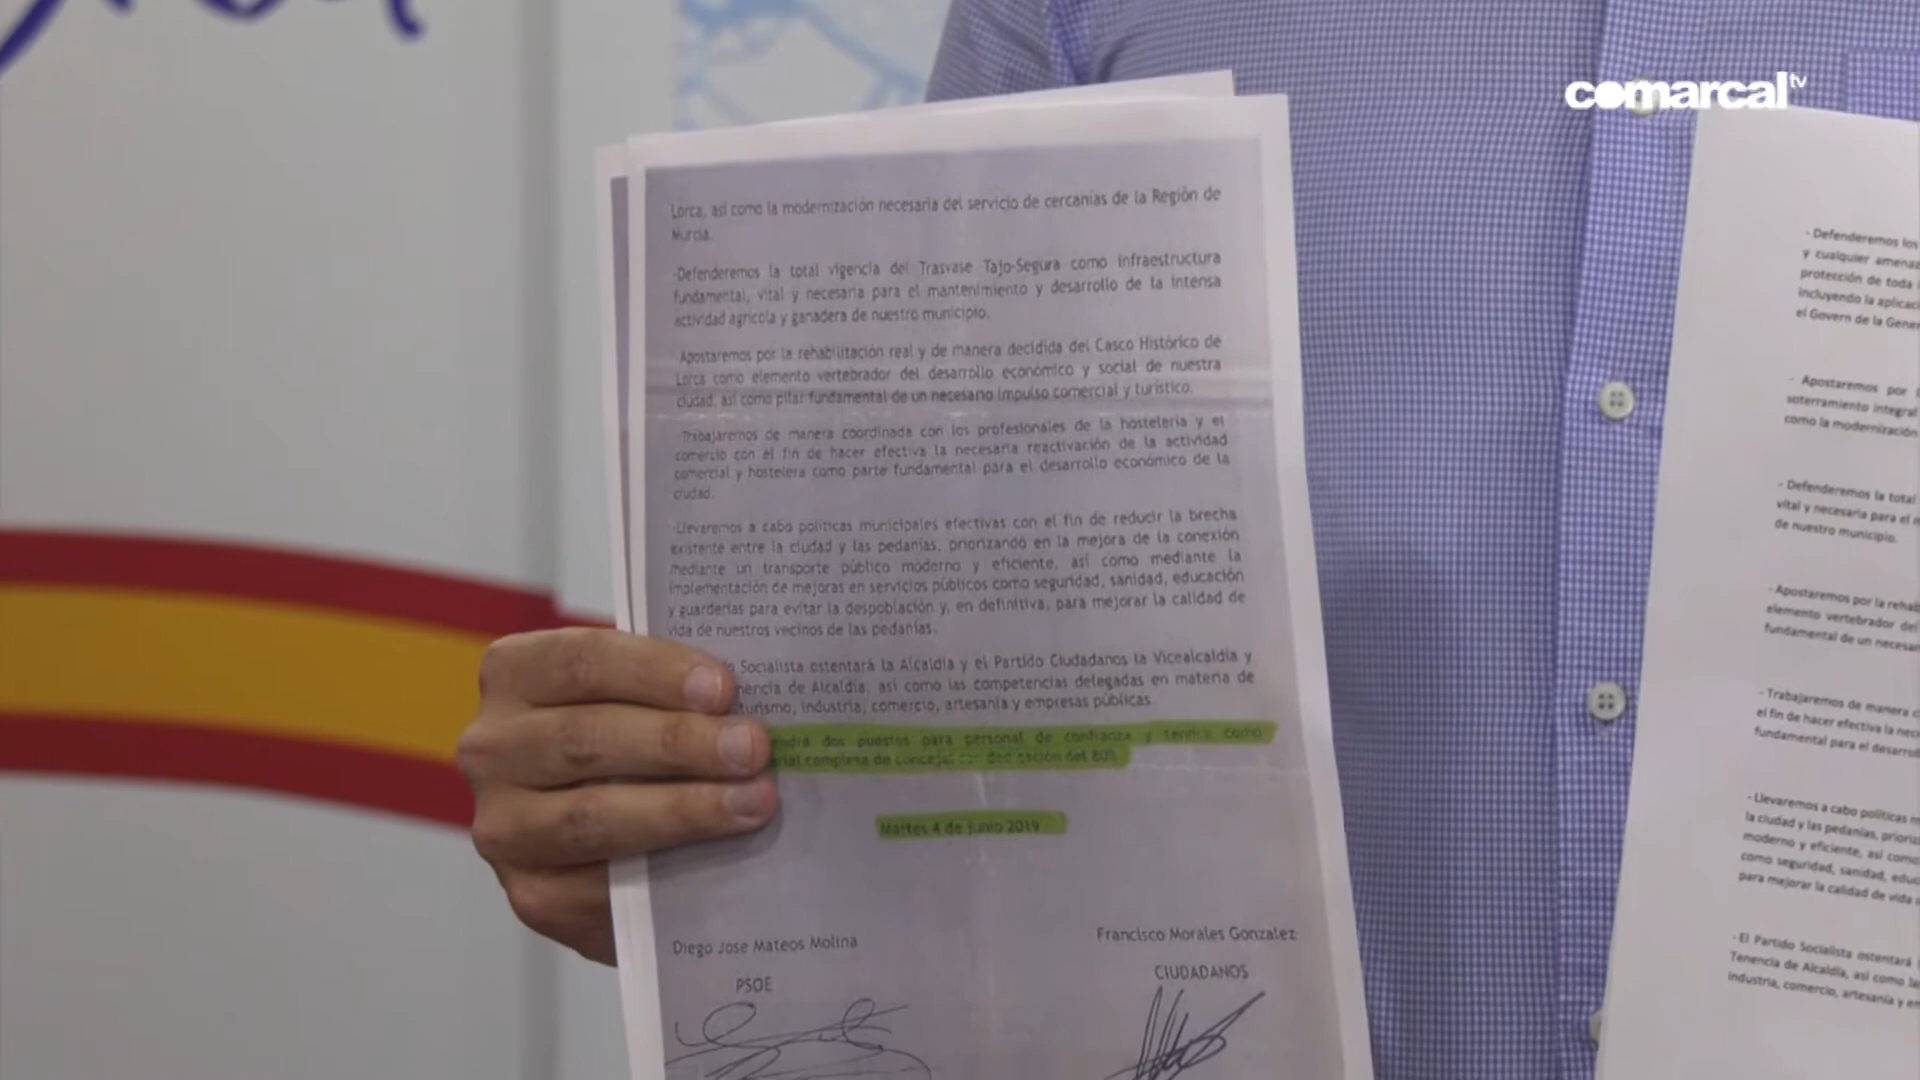 comarcal tv
Lorca, así como la modernización necesaria del servicio de cercanías de la Región de
Murcia.
-Defenderemos la total vigencia del Trasvase Tajo-Segura como infraestructura
fundamental, vital y necesaria para el mantenimiento y desarrollo de la intensa
actividad agrícola y ganadera de nuestro municipio.
-Apostaremos por la rehabilitación real y de manera decidida del Casco Histórico de
Lorca como elemento vertebrador del desarrollo económico y social de nuestra
ciudad, así como pilar fundamental de un necesario impulso comercial y turístico.
-Trabajaremos de manera coordinada con los profesionales de la hostelería y el
comercio con el fin de hacer efectiva la necesaria reactivación de la actividad
comercial y hostelera como parte fundamental para el desarrollo económico de la
ciudad.
-Llevaremos a cabo políticas municipales efectivas con el fin de reducir la brecha
existente entre la ciudad y las pedanías, priorizando en la mejora de la conexión
mediante un transporte público moderno y eficiente, así como mediante la
implementación de mejoras en servicios públicos como seguridad, sanidad, educación
y guarderías para evitar la despoblación y, en definitiva, para mejorar la calidad de
vida de nuestros vecinos de las pedanías.
Socialista ostentará la Alcaldía y el Partido Ciudadanos la Vicealcaldía y
nencia de Alcaldía, así como las competencias delegadas en materia de
turismo, industria, comercio, artesanía y empresas públicas.
endrá dos puestos para personal de confianza y tendrá como
completa de concejal con dedicación del 80%
Martes 4 de junio 2019
Diego Jose Mateos Molina
PSOE
Francisco Morales Gonzalez
CIUDADANOS
- Defenderemos los
y cualquier amenaz
protección de toda
incluyendo la aplicaci
el Govern de la Gener
- Apostaremos por
soterramiento integral
como la modernización
- Defenderemos la total
vital y necesaria para el
de nuestro municipio.
- Apostaremos por la rehab
elemento vertebrador del
fundamental de un necesar
- Trabajaremos de manera c
el fin de hacer efectiva la nec
fundamental para el desarroll
- Llevaremos a cabo políticas m
la ciudad y las pedanías, prioriz
moderno y eficiente, así como
como seguridad, sanidad, educ
para mejorar la calidad de vida
- El Partido Socialista ostentará
Tenencia de Alcaldía, así como la
industria, comercio, artesanía y em